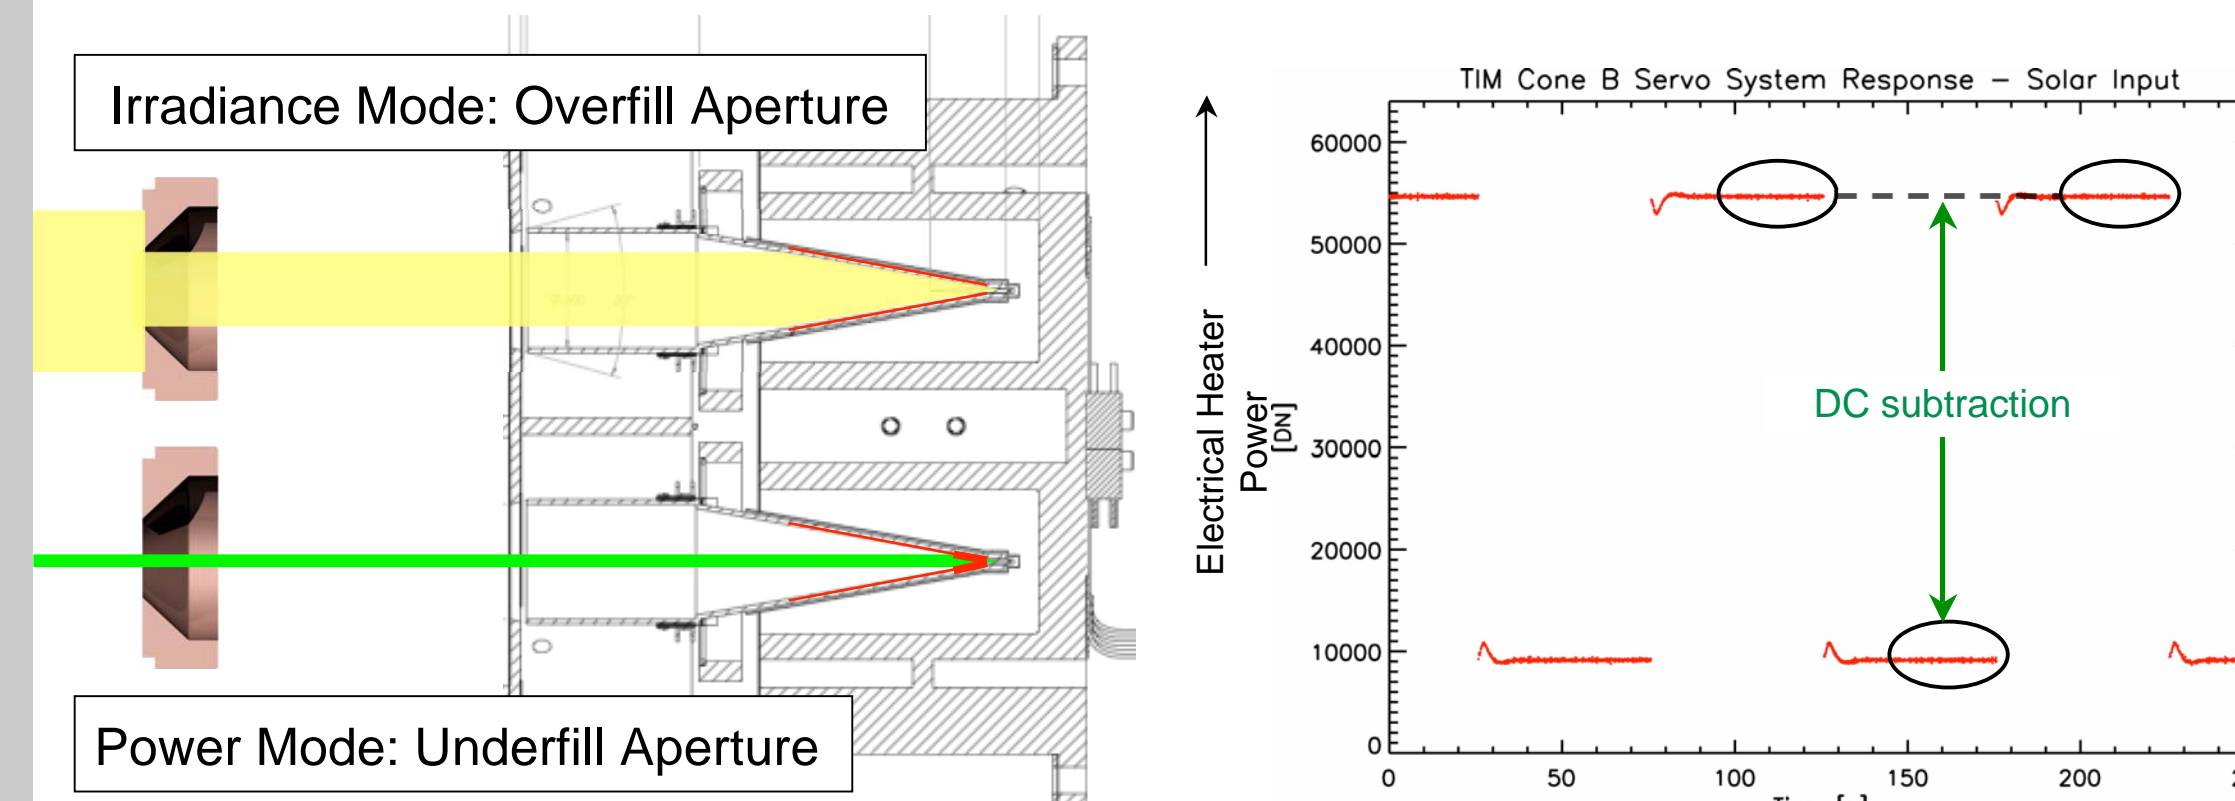 Irradiance Mode: Overfill Aperture
Power Mode: Underfill Aperture
TIM Cone B Servo System Response – Solar Input
Electrical Heater
Power
[DN]
60000
50000
40000
30000
20000
10000
0
DC subtraction
0
50
100
150
200